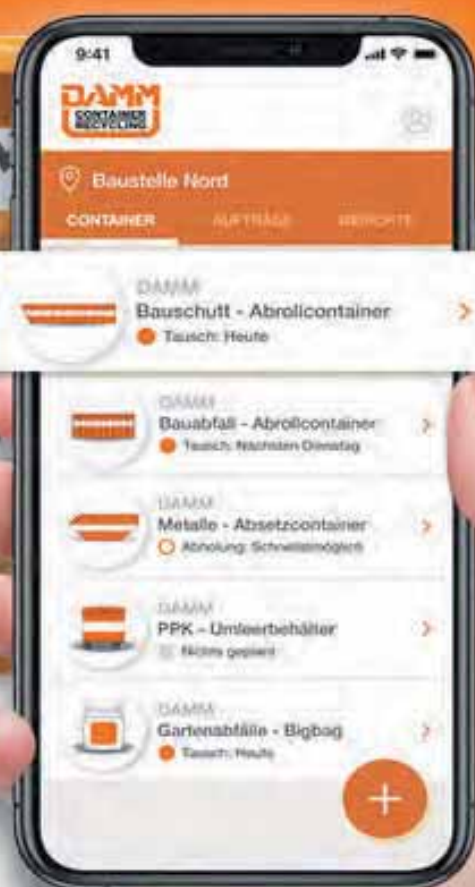 9:41
DAMM
CONTAINER
RECYCLING
Baustelle Nord
CONTAINER AUFTRÄGE BERICHTE
DAMM
Bauschutt - Abrollcontainer
Tausch: Heute
DAMM
Bauabfall - Abrollcontainer
Tausch: Nächsten Dienstag
DAMM
Metalle - Absetzcontainer
Abholung: Schnellstmöglich
DAMM
PPK - Umleerbehälter
Nichts geplant
DAMM
Gartenabfälle - Bigbag
Tausch: Heute
+